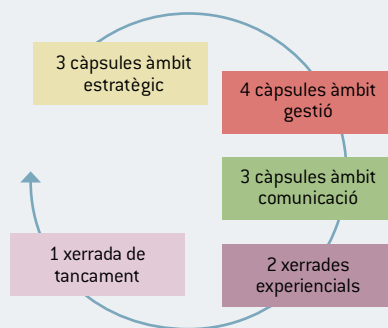 3 càpsules àmbit
estratègic
4 càpsules àmbit
gestió
3 càpsules àmbit
comunicació
2 xerrades
experiencials
1 xerrada de
tancament